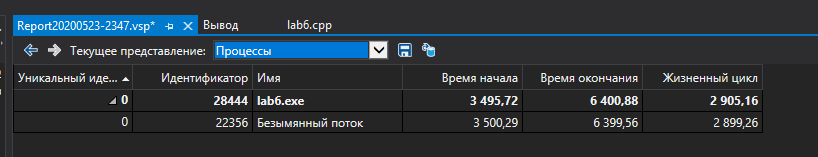 Report20200523-2347.vsp* Вывод lab6.cpp
Текущее представление: Процессы
Уникальный иде... Идентификатор Имя Время начала Время окончания Жизненный цикл
0 28444 lab6.exe 3 495,72 6 400,88 2 905,16
0 22356 Безымянный поток 3 500,29 6 399,56 2 899,26